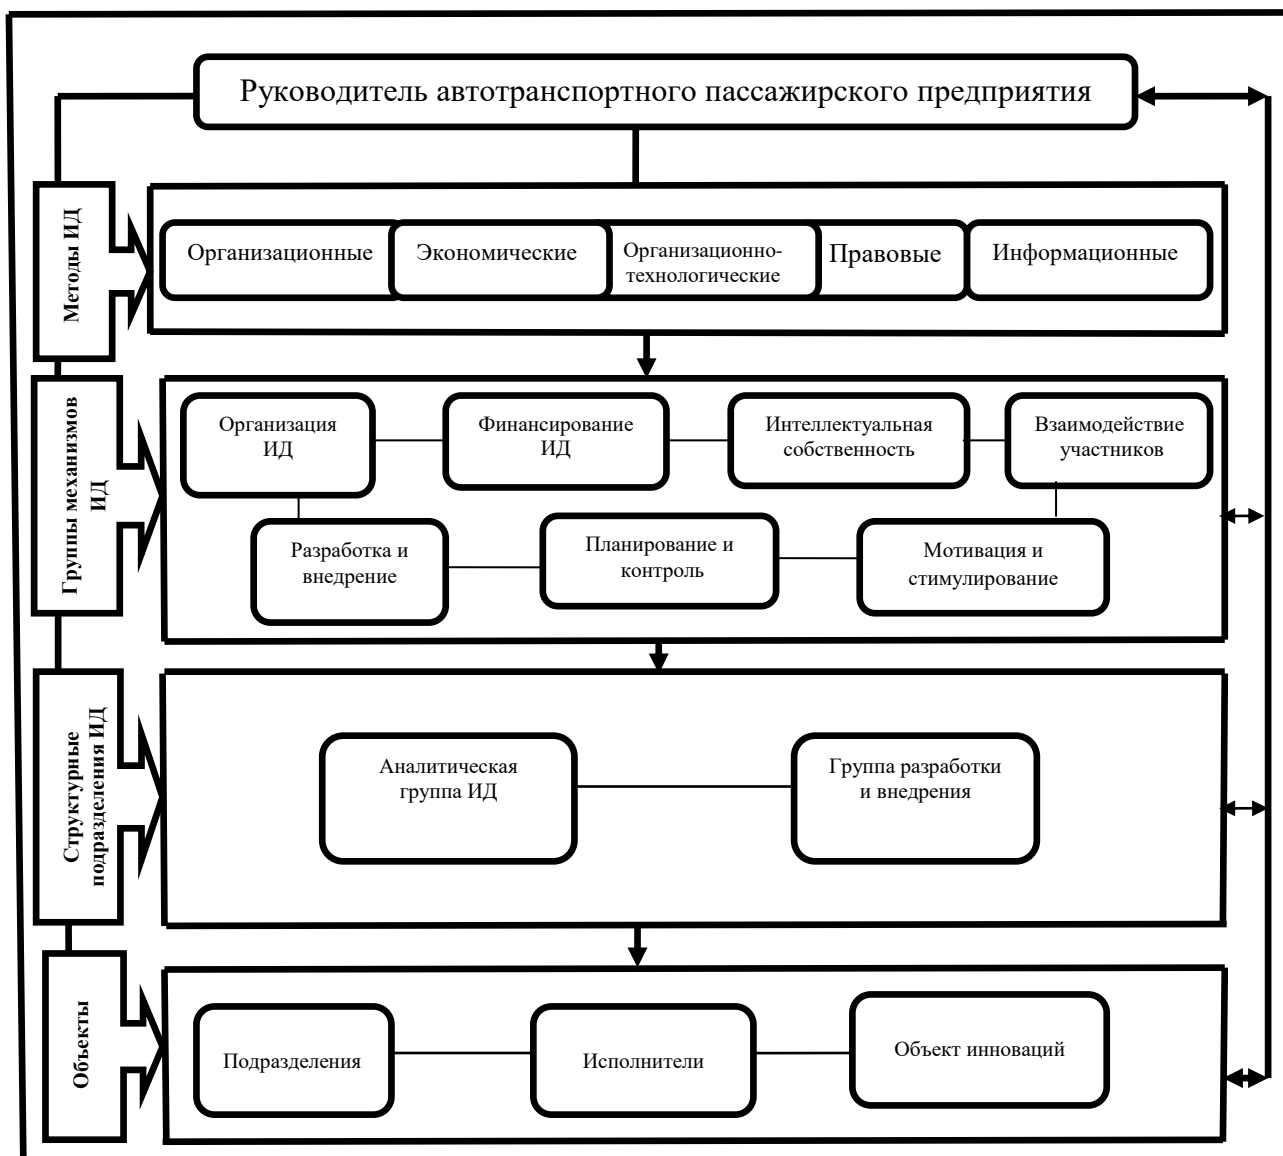 Руководитель автотранспортного пассажирского предприятия
Методы ИД
Организационные
Экономические
Организационно-
технологические
Правовые
Информационные
Группы механизмов
ИД
Организация
ИД
Финансирование
ИД
Интеллектуальная
собственность
Взаимодействие
участников
Разработка и
внедрение
Планирование и
контроль
Мотивация и
стимулирование
Структурные
подразделения ИД
Аналитическая
группа ИД
Группа разработки
и внедрения
Объекты
Подразделения
Исполнители
Объект инноваций